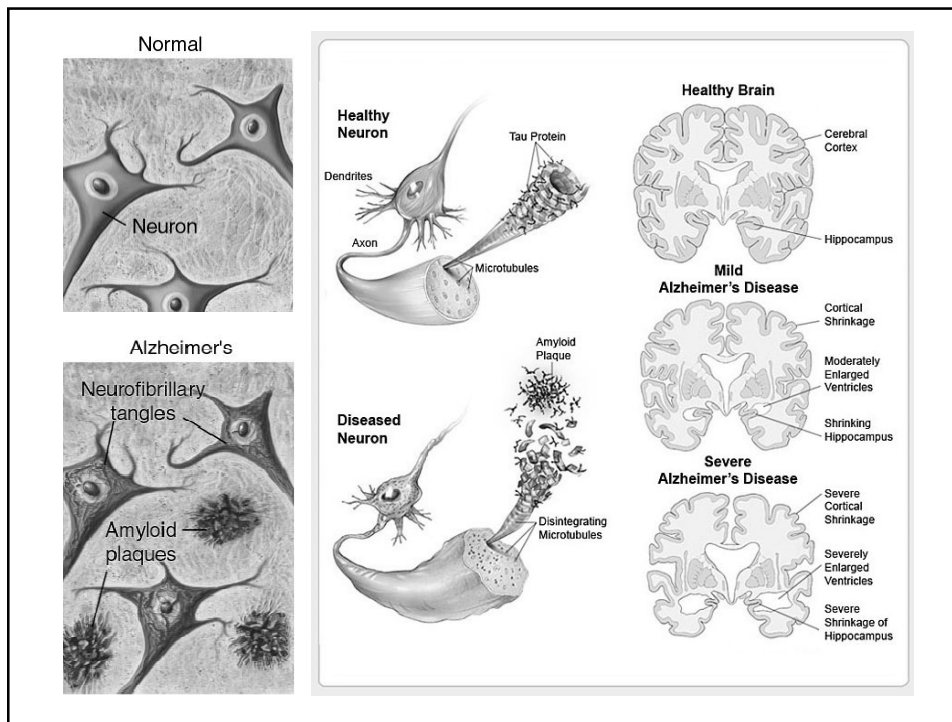 Normal
Neuron
Alzheimer's
Neurofibrillary
tangles
Amyloid
plaques
Healthy
Neuron
Tau Protein
Dendrites
Axon
Microtubules
Amyloid
Plaque
Diseased
Neuron
Disintegrating
Microtubules
Healthy Brain
Cerebral
Cortex
Hippocampus
Mild
Alzheimer's Disease
Cortical
Shrinkage
Moderately
Enlarged
Ventricles
Shrinking
Hippocampus
Severe
Alzheimer's Disease
Severe
Cortical
Shrinkage
Severely
Enlarged
Ventricles
Severe
Shrinkage of
Hippocampus